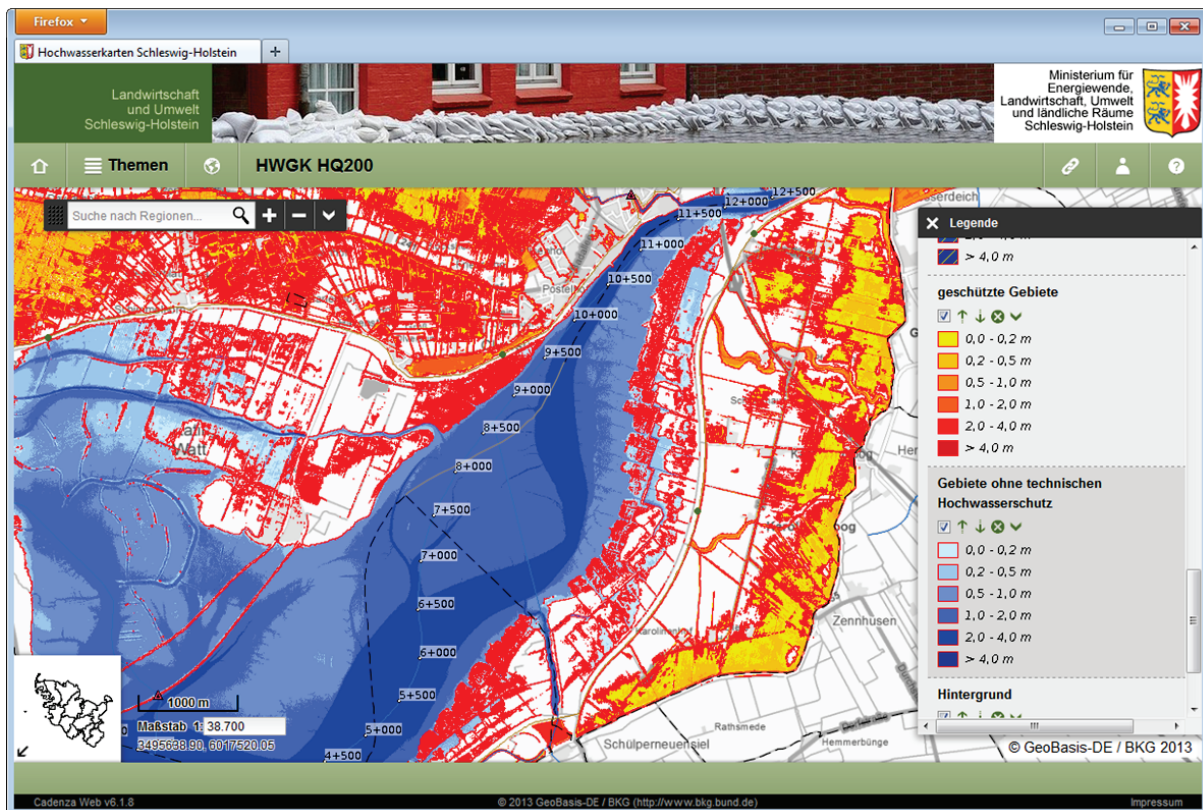 Firefox
Hochwasserkarten Schleswig-Holstein
Landwirtschaft
und Umwelt
Schleswig-Holstein
Ministerium für
Energiewende,
Landwirtschaft, Umwelt
und ländliche Räume
Schleswig-Holstein
Themen
HWGK HQ200
Suche nach Regionen...
12+500
12+000
11+500
11+000
10+500
10+000
9+500
9+000
8+500
8+000
7+500
7+000
6+500
6+000
5+500
5+000
4+500
Watt
Zennhusen
Rathsmede
Hemmerbünge
Schülperneuensiel
1000 m
Maßstab 1: 38.700
3495638.90, 6017520.05
Legende
> 4,0 m
geschützte Gebiete
0,0 - 0,2 m
0,2 - 0,5 m
0,5 - 1,0 m
1,0 - 2,0 m
2,0 - 4,0 m
> 4,0 m
Gebiete ohne technischen
Hochwasserschutz
0,0 - 0,2 m
0,2 - 0,5 m
0,5 - 1,0 m
1,0 - 2,0 m
2,0 - 4,0 m
> 4,0 m
Hintergrund
© GeoBasis-DE / BKG 2013
Cadenza Web v6.1.8
© 2013 GeoBasis-DE / BKG (http://www.bkg.bund.de)
Impressum